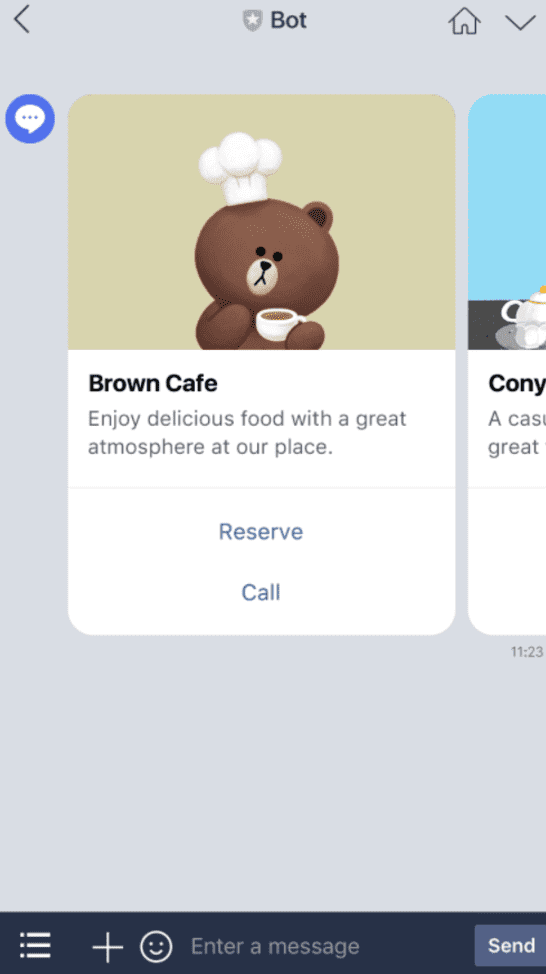 Bot
Brown Cafe
Enjoy delicious food with a great
atmosphere at our place.
Reserve
Call
Cony
A casu
great
11:23
Enter a message
Send